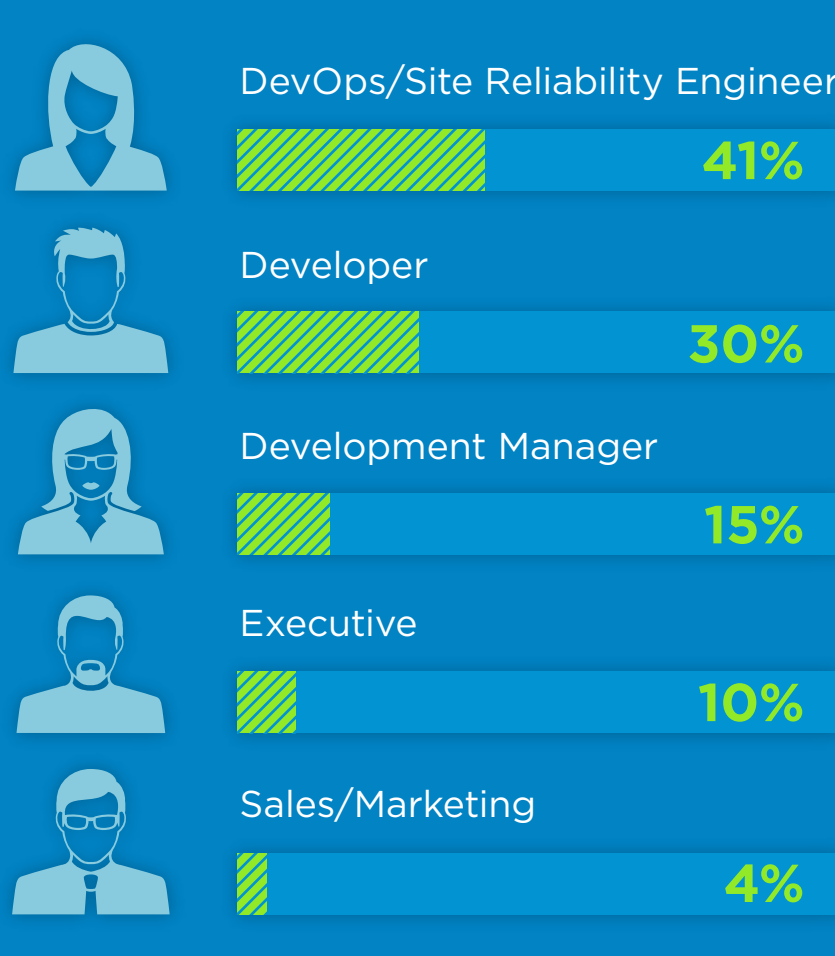 DevOps/Site Reliability Engineer
41%
Developer
30%
Development Manager
15%
Executive
10%
Sales/Marketing
4%